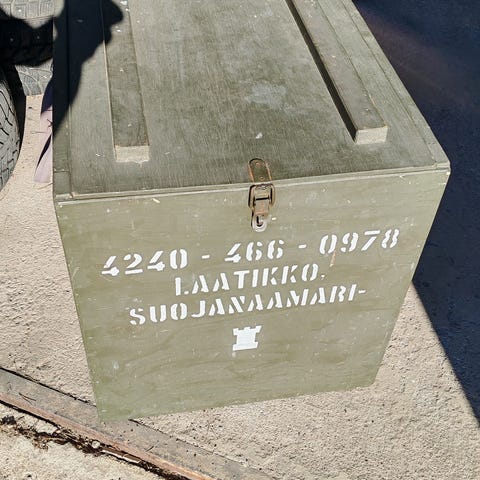 4240 - 466 - 0978
LAATIKKO,
SUOJANAAMARI-